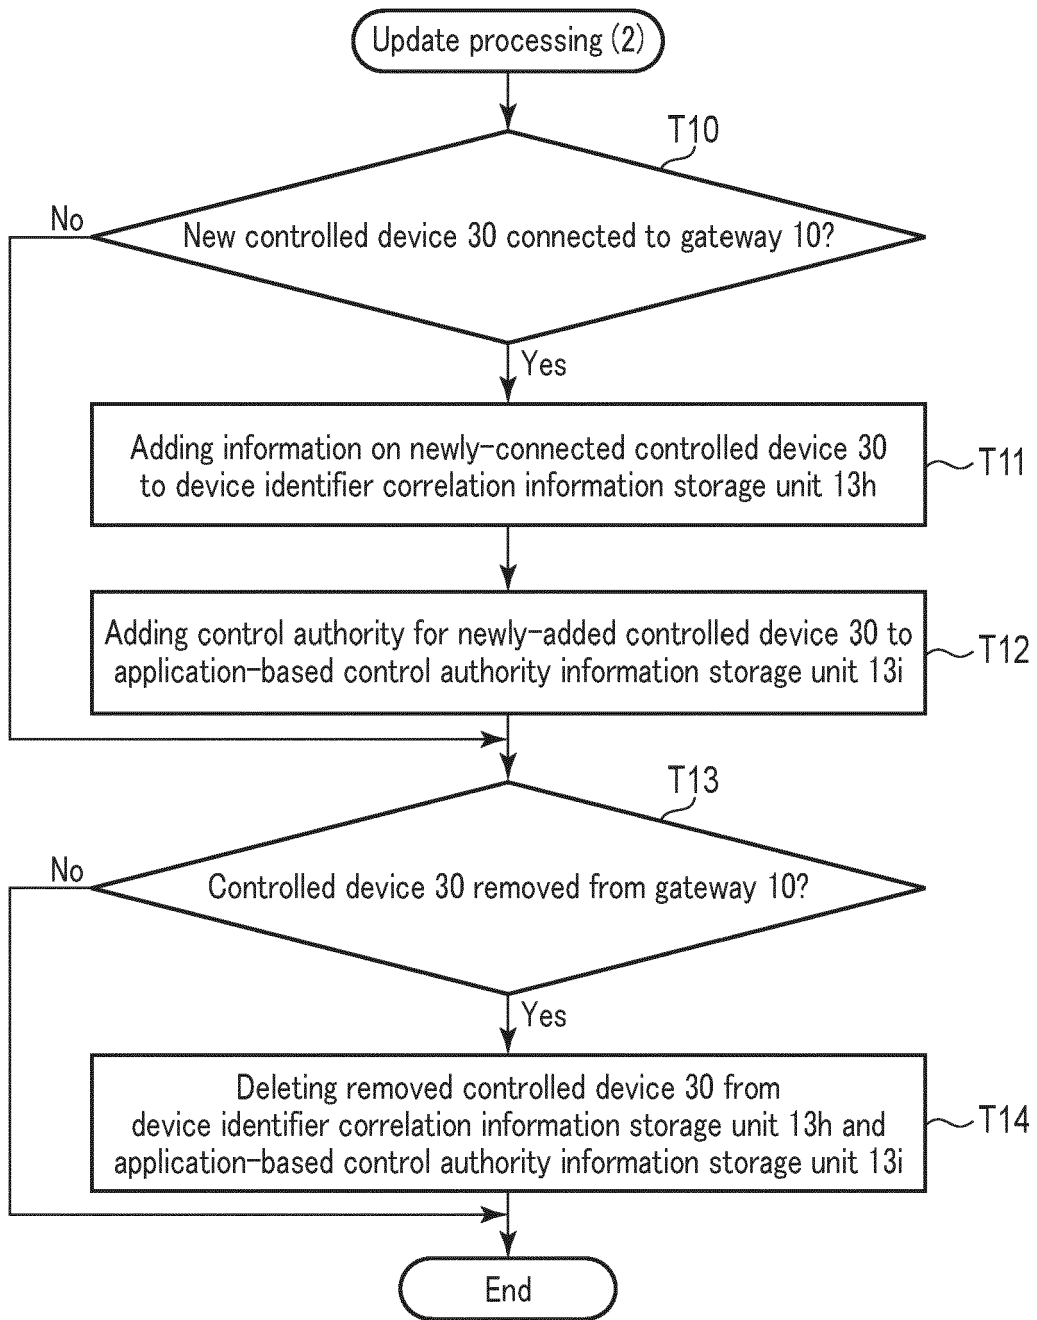 Update processing (2)
T10
No
New controlled device 30 connected to gateway 10?
Yes
Adding information on newly-connected controlled device 30
to device identifier correlation information storage unit 13h
T11
Adding control authority for newly-added controlled device 30 to
application-based control authority information storage unit 13i
T12
T13
No
Controlled device 30 removed from gateway 10?
Yes
Deleting removed controlled device 30 from
device identifier correlation information storage unit 13h and
application-based control authority information storage unit 13i
T14
End